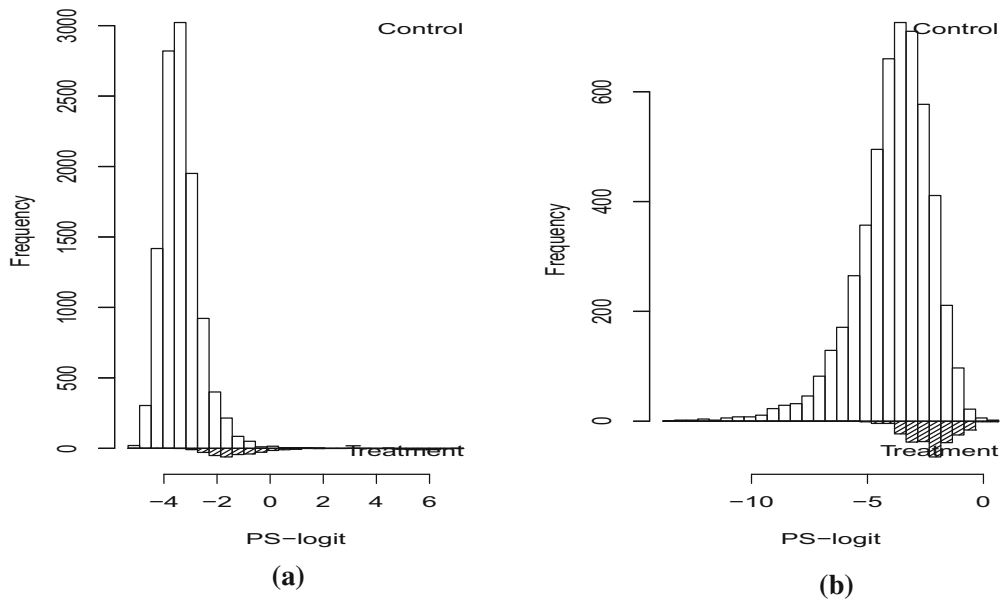 Control
Frequency
0 500 1000 1500 2000 2500 3000
Treatment
−4 −2 0 2 4 6
PS−logit
(a)
Control
Frequency
0 200 400 600
Treatment
−10 −5 0
PS−logit
(b)